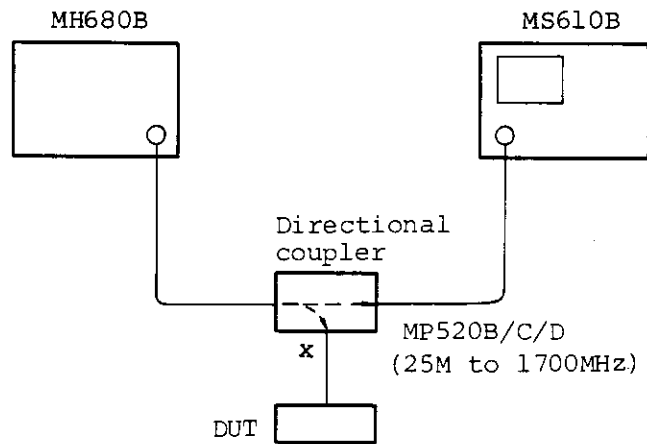 MH680B
MS610B
Directional
coupler
x
MP520B/C/D
(25M to 1700MHz)
DUT